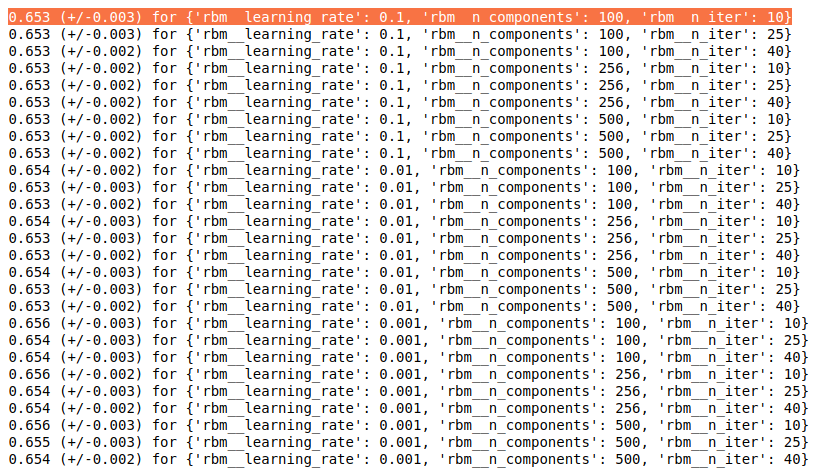 0.653 (+/-0.003) for {'rbm__learning_rate': 0.1, 'rbm__n_components': 100, 'rbm__n_iter': 10}
0.653 (+/-0.003) for {'rbm__learning_rate': 0.1, 'rbm__n_components': 100, 'rbm__n_iter': 25}
0.653 (+/-0.002) for {'rbm__learning_rate': 0.1, 'rbm__n_components': 100, 'rbm__n_iter': 40}
0.653 (+/-0.002) for {'rbm__learning_rate': 0.1, 'rbm__n_components': 256, 'rbm__n_iter': 10}
0.653 (+/-0.002) for {'rbm__learning_rate': 0.1, 'rbm__n_components': 256, 'rbm__n_iter': 25}
0.653 (+/-0.002) for {'rbm__learning_rate': 0.1, 'rbm__n_components': 256, 'rbm__n_iter': 40}
0.653 (+/-0.002) for {'rbm__learning_rate': 0.1, 'rbm__n_components': 500, 'rbm__n_iter': 10}
0.653 (+/-0.002) for {'rbm__learning_rate': 0.1, 'rbm__n_components': 500, 'rbm__n_iter': 25}
0.653 (+/-0.002) for {'rbm__learning_rate': 0.1, 'rbm__n_components': 500, 'rbm__n_iter': 40}
0.654 (+/-0.002) for {'rbm__learning_rate': 0.01, 'rbm__n_components': 100, 'rbm__n_iter': 10}
0.653 (+/-0.003) for {'rbm__learning_rate': 0.01, 'rbm__n_components': 100, 'rbm__n_iter': 25}
0.653 (+/-0.002) for {'rbm__learning_rate': 0.01, 'rbm__n_components': 100, 'rbm__n_iter': 40}
0.654 (+/-0.003) for {'rbm__learning_rate': 0.01, 'rbm__n_components': 256, 'rbm__n_iter': 10}
0.653 (+/-0.003) for {'rbm__learning_rate': 0.01, 'rbm__n_components': 256, 'rbm__n_iter': 25}
0.653 (+/-0.002) for {'rbm__learning_rate': 0.01, 'rbm__n_components': 256, 'rbm__n_iter': 40}
0.654 (+/-0.003) for {'rbm__learning_rate': 0.01, 'rbm__n_components': 500, 'rbm__n_iter': 10}
0.653 (+/-0.003) for {'rbm__learning_rate': 0.01, 'rbm__n_components': 500, 'rbm__n_iter': 25}
0.653 (+/-0.002) for {'rbm__learning_rate': 0.01, 'rbm__n_components': 500, 'rbm__n_iter': 40}
0.656 (+/-0.003) for {'rbm__learning_rate': 0.001, 'rbm__n_components': 100, 'rbm__n_iter': 10}
0.654 (+/-0.003) for {'rbm__learning_rate': 0.001, 'rbm__n_components': 100, 'rbm__n_iter': 25}
0.654 (+/-0.003) for {'rbm__learning_rate': 0.001, 'rbm__n_components': 100, 'rbm__n_iter': 40}
0.656 (+/-0.002) for {'rbm__learning_rate': 0.001, 'rbm__n_components': 256, 'rbm__n_iter': 10}
0.654 (+/-0.003) for {'rbm__learning_rate': 0.001, 'rbm__n_components': 256, 'rbm__n_iter': 25}
0.654 (+/-0.002) for {'rbm__learning_rate': 0.001, 'rbm__n_components': 256, 'rbm__n_iter': 40}
0.656 (+/-0.003) for {'rbm__learning_rate': 0.001, 'rbm__n_components': 500, 'rbm__n_iter': 10}
0.655 (+/-0.003) for {'rbm__learning_rate': 0.001, 'rbm__n_components': 500, 'rbm__n_iter': 25}
0.654 (+/-0.002) for {'rbm__learning_rate': 0.001, 'rbm__n_components': 500, 'rbm__n_iter': 40}